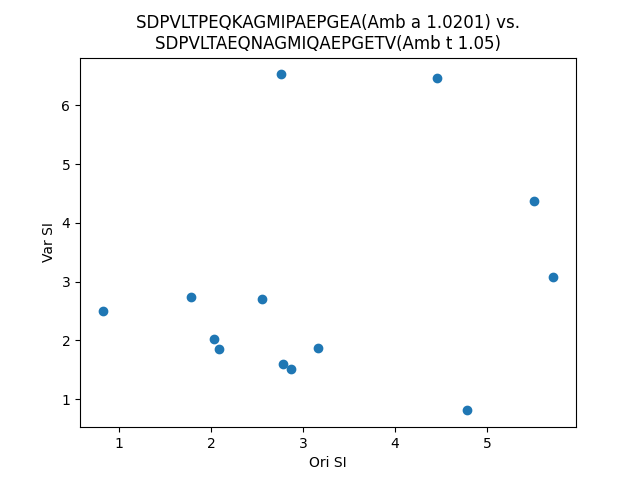 SDPVLTPEQKAGMIPAEPGEA(Amb a 1.0201) vs.
SDPVLTAEQNAGMIQAEPGETV(Amb t 1.05)
6
5
4
3
2
1
Var SI
1 2 3 4 5
Ori SI